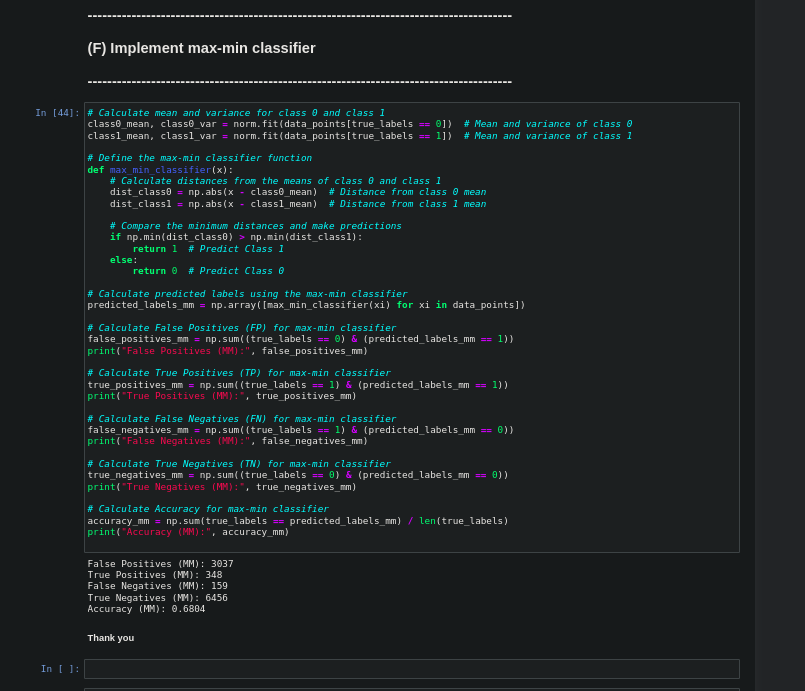 ----------------------------------------------------------------------------------------
(F) Implement max-min classifier
----------------------------------------------------------------------------------------
In [44]:
# Calculate mean and variance for class 0 and class 1
class0_mean, class0_var = norm.fit(data_points[true_labels == 0])  # Mean and variance of class 0
class1_mean, class1_var = norm.fit(data_points[true_labels == 1])  # Mean and variance of class 1

# Define the max-min classifier function
def max_min_classifier(x):
    # Calculate distances from the means of class 0 and class 1
    dist_class0 = np.abs(x - class0_mean)  # Distance from class 0 mean
    dist_class1 = np.abs(x - class1_mean)  # Distance from class 1 mean

    # Compare the minimum distances and make predictions
    if np.min(dist_class0) > np.min(dist_class1):
        return 1  # Predict Class 1
    else:
        return 0  # Predict Class 0

# Calculate predicted labels using the max-min classifier
predicted_labels_mm = np.array([max_min_classifier(xi) for xi in data_points])

# Calculate False Positives (FP) for max-min classifier
false_positives_mm = np.sum((true_labels == 0) & (predicted_labels_mm == 1))
print("False Positives (MM):", false_positives_mm)

# Calculate True Positives (TP) for max-min classifier
true_positives_mm = np.sum((true_labels == 1) & (predicted_labels_mm == 1))
print("True Positives (MM):", true_positives_mm)

# Calculate False Negatives (FN) for max-min classifier
false_negatives_mm = np.sum((true_labels == 1) & (predicted_labels_mm == 0))
print("False Negatives (MM):", false_negatives_mm)

# Calculate True Negatives (TN) for max-min classifier
true_negatives_mm = np.sum((true_labels == 0) & (predicted_labels_mm == 0))
print("True Negatives (MM):", true_negatives_mm)

# Calculate Accuracy for max-min classifier
accuracy_mm = np.sum(true_labels == predicted_labels_mm) / len(true_labels)
print("Accuracy (MM):", accuracy_mm)

False Positives (MM): 3037
True Positives (MM): 348
False Negatives (MM): 159
True Negatives (MM): 6456
Accuracy (MM): 0.6804
Thank you
In [ ]: